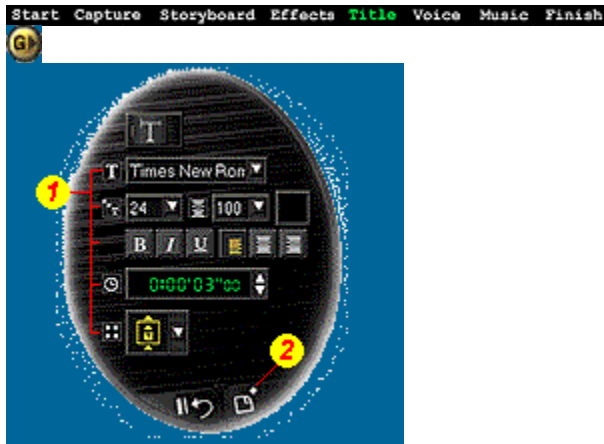 Start Capture Storyboard Effects Title Voice Music Finish
G
T
T Times New Ron
1
T 24 100
B I U
0:00'03"00
2